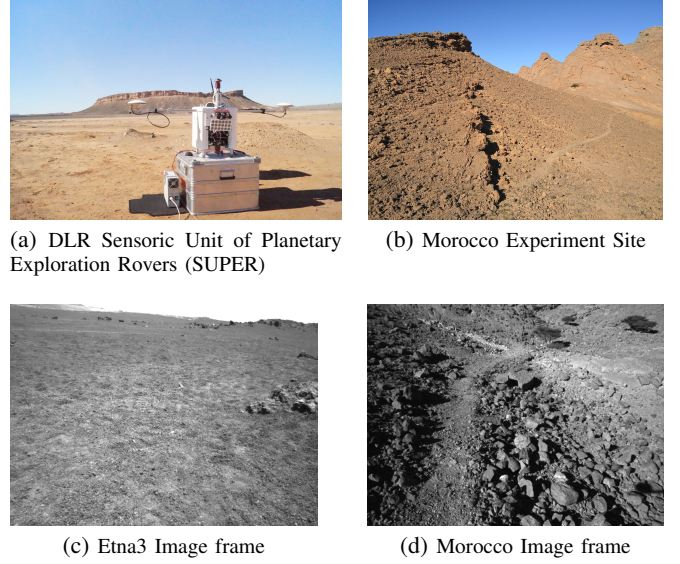 (a) DLR Sensoric Unit of Planetary
Exploration Rovers (SUPER)
(b) Morocco Experiment Site
(c) Etna3 Image frame
(d) Morocco Image frame